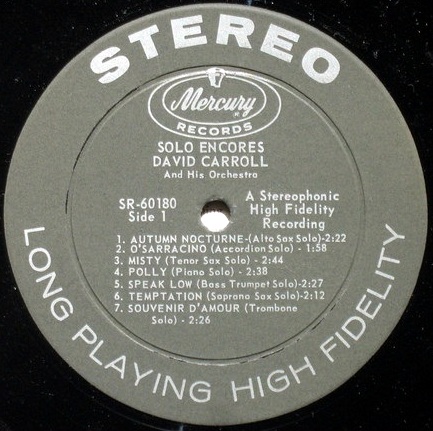 STEREO
Mercury
®
RECORDS
SOLO ENCORES
DAVID CARROLL
And His Orchestra
SR-60180
Side 1
A Stereophonic
High Fidelity
Recording
1. AUTUMN NOCTURNE-(Alto Sax Solo)-2:22
2. O'SARRACINO (Accordion Solo) - 1:58
3. MISTY (Tenor Sax Solo) - 2:44
4. POLLY (Piano Solo) - 2:38
5. SPEAK LOW (Bass Trumpet Solo)-2:27
6. TEMPTATION (Soprano Sax Solo)-2:12
7. SOUVENIR D'AMOUR (Trombone
Solo) - 2:26
LONG PLAYING HIGH FIDELITY